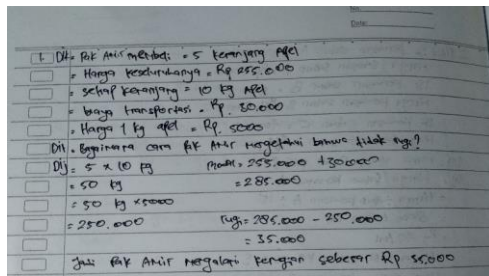 No:
Date:
1. Dik = Pak Amir membeli = 5 keranjang Apel
= Harga keseluruhanya = Rp 255.000
= setiap keranjang = 10 kg Apel
= biaya transportasi = Rp. 30.000
= Harga 1 kg apel = Rp. 5000
Dit = Bagaimana cara Pak Amir mengetahui bahwa tidak rugi?
Dij = 5 x 10 kg Modal = 255.000 + 30.000
= 50 kg = 285.000
= 50 kg x 5000
= 250.000 rugi = 285.000 - 250.000
= 35.000
Jadi Pak Amir mengalami kerugian sebesar Rp 35.000